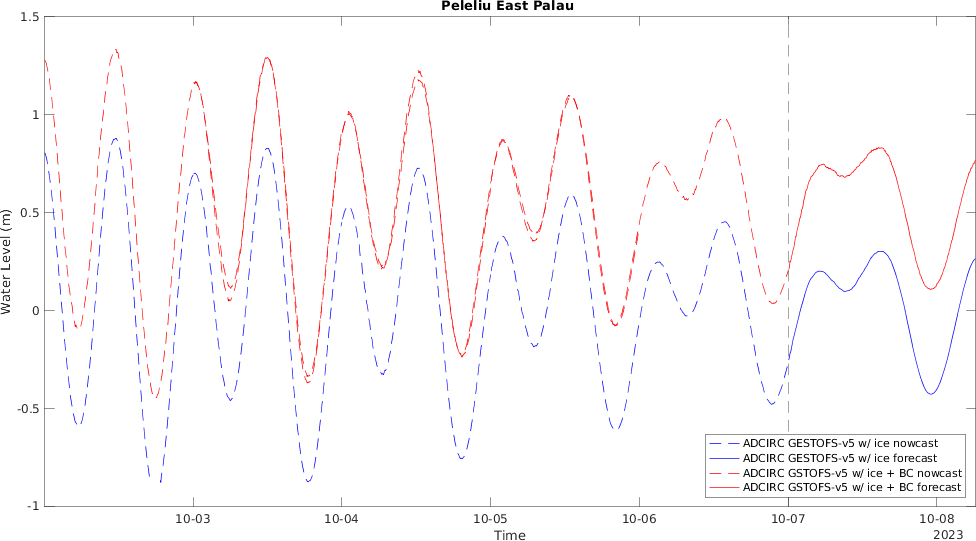 Peleliu East Palau
1.5
1
0.5
0
-0.5
-1
Water Level (m)
10-03
10-04
10-05
10-06
10-07
10-08
Time
2023
ADCIRC GESTOFS-v5 w/ ice nowcast
ADCIRC GESTOFS-v5 w/ ice forecast
ADCIRC GSTOFS-v5 w/ ice + BC nowcast
ADCIRC GSTOFS-v5 w/ ice + BC forecast